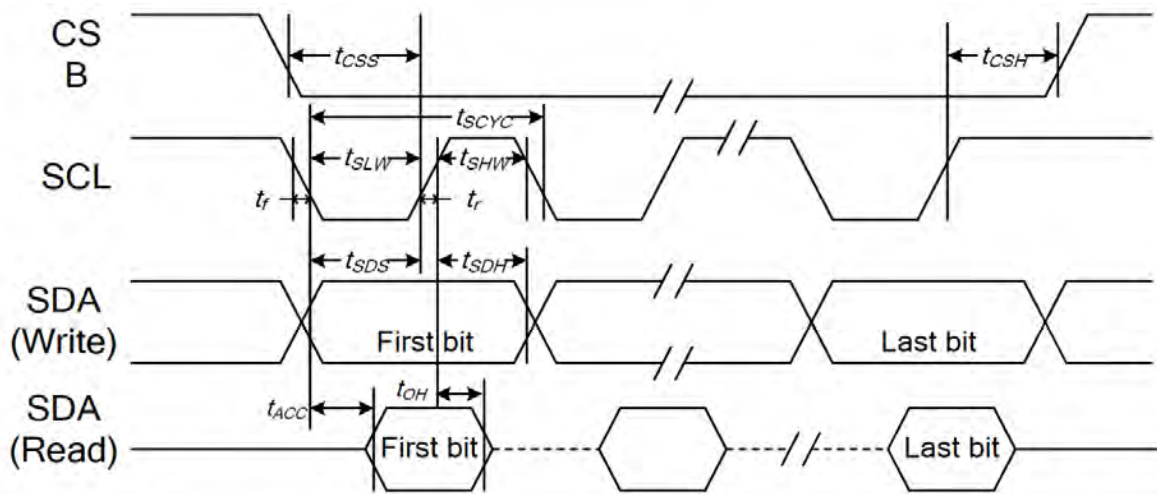 CS
B
tCSS
tCSH
tSCYC
SCL
tSLW
tSHW
tf
tr
tSDS
tSDH
SDA
(Write)
First bit
Last bit
SDA
(Read)
tACC
tOH
First bit
Last bit